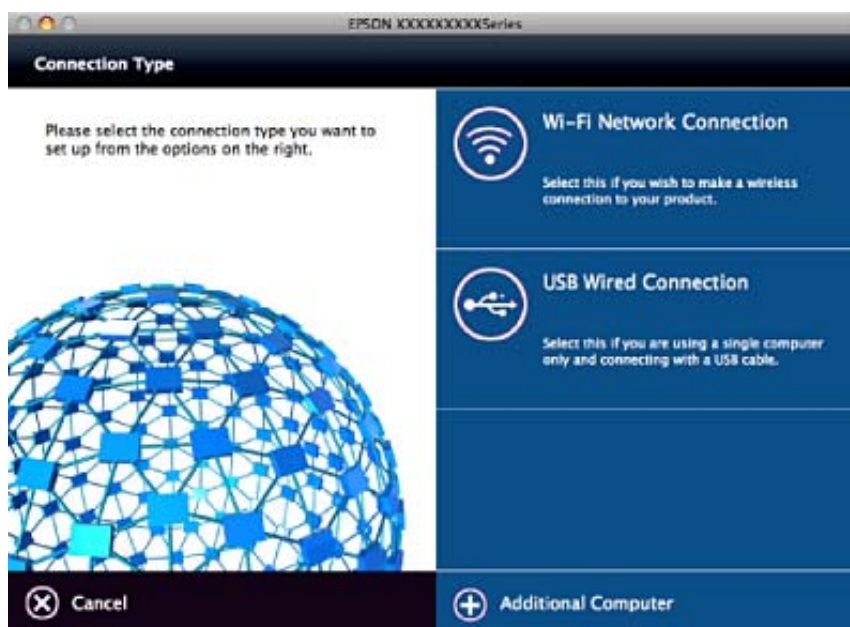 EPSON XXXXXXXXXSeries
Connection Type
Please select the connection type you want to
set up from the options on the right.
Wi-Fi Network Connection
Select this if you wish to make a wireless
connection to your product.
USB Wired Connection
Select this if you are using a single computer
only and connecting with a USB cable.
Cancel
Additional Computer